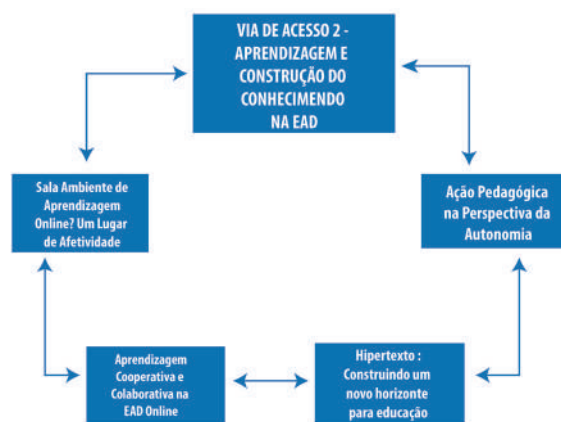 VIA DE ACESSO 2 -
APRENDIZAGEM E
CONSTRUÇÃO DO
CONHECIMENDO
NA EAD
Sala Ambiente de
Aprendizagem
Online? Um Lugar
de Afetividade
Ação Pedagógica
na Perspectiva da
Autonomia
Aprendizagem
Cooperativa e
Colaborativa na
EAD Online
Hipertexto :
Construindo um
novo horizonte
para educação